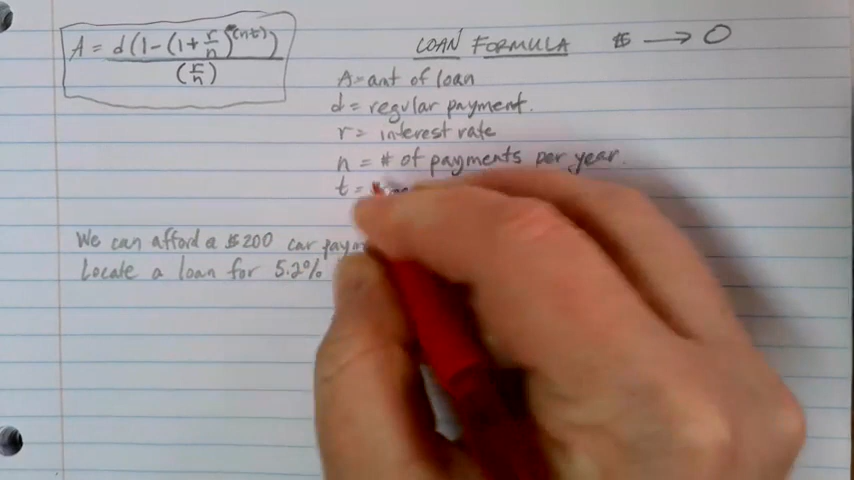 A = d(1-(1+r/n)^-(nt))
(r/n)
LOAN FORMULA $ → 0
A = amt of loan
d = regular payment.
r = interest rate
n = # of payments per year.
t =
We can afford a $200 car
Locate a loan for 5.2%